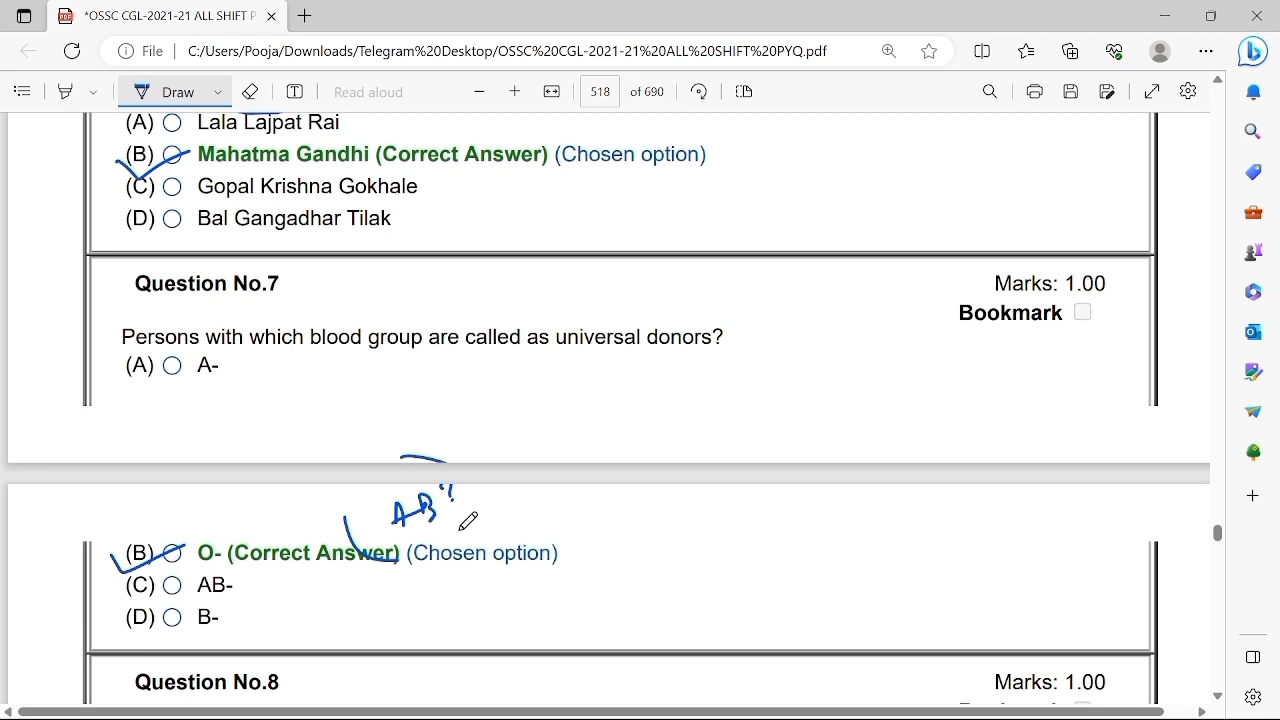 *OSSC CGL-2021-21 ALL SHIFT P
File
C:/Users/Pooja/Downloads/Telegram%20Desktop/OSSC%20CGL-2021-21%20ALL%20SHIFT%20PYQ.pdf
Draw
Read aloud
518 of 690
(A) Lala Lajpat Rai
(B) Mahatma Gandhi (Correct Answer) (Chosen option)
(C) Gopal Krishna Gokhale
(D) Bal Gangadhar Tilak
Question No.7 Marks: 1.00
Bookmark
Persons with which blood group are called as universal donors?
(A) A-
AB
(B) O- (Correct Answer) (Chosen option)
(C) AB-
(D) B-
Question No.8 Marks: 1.00